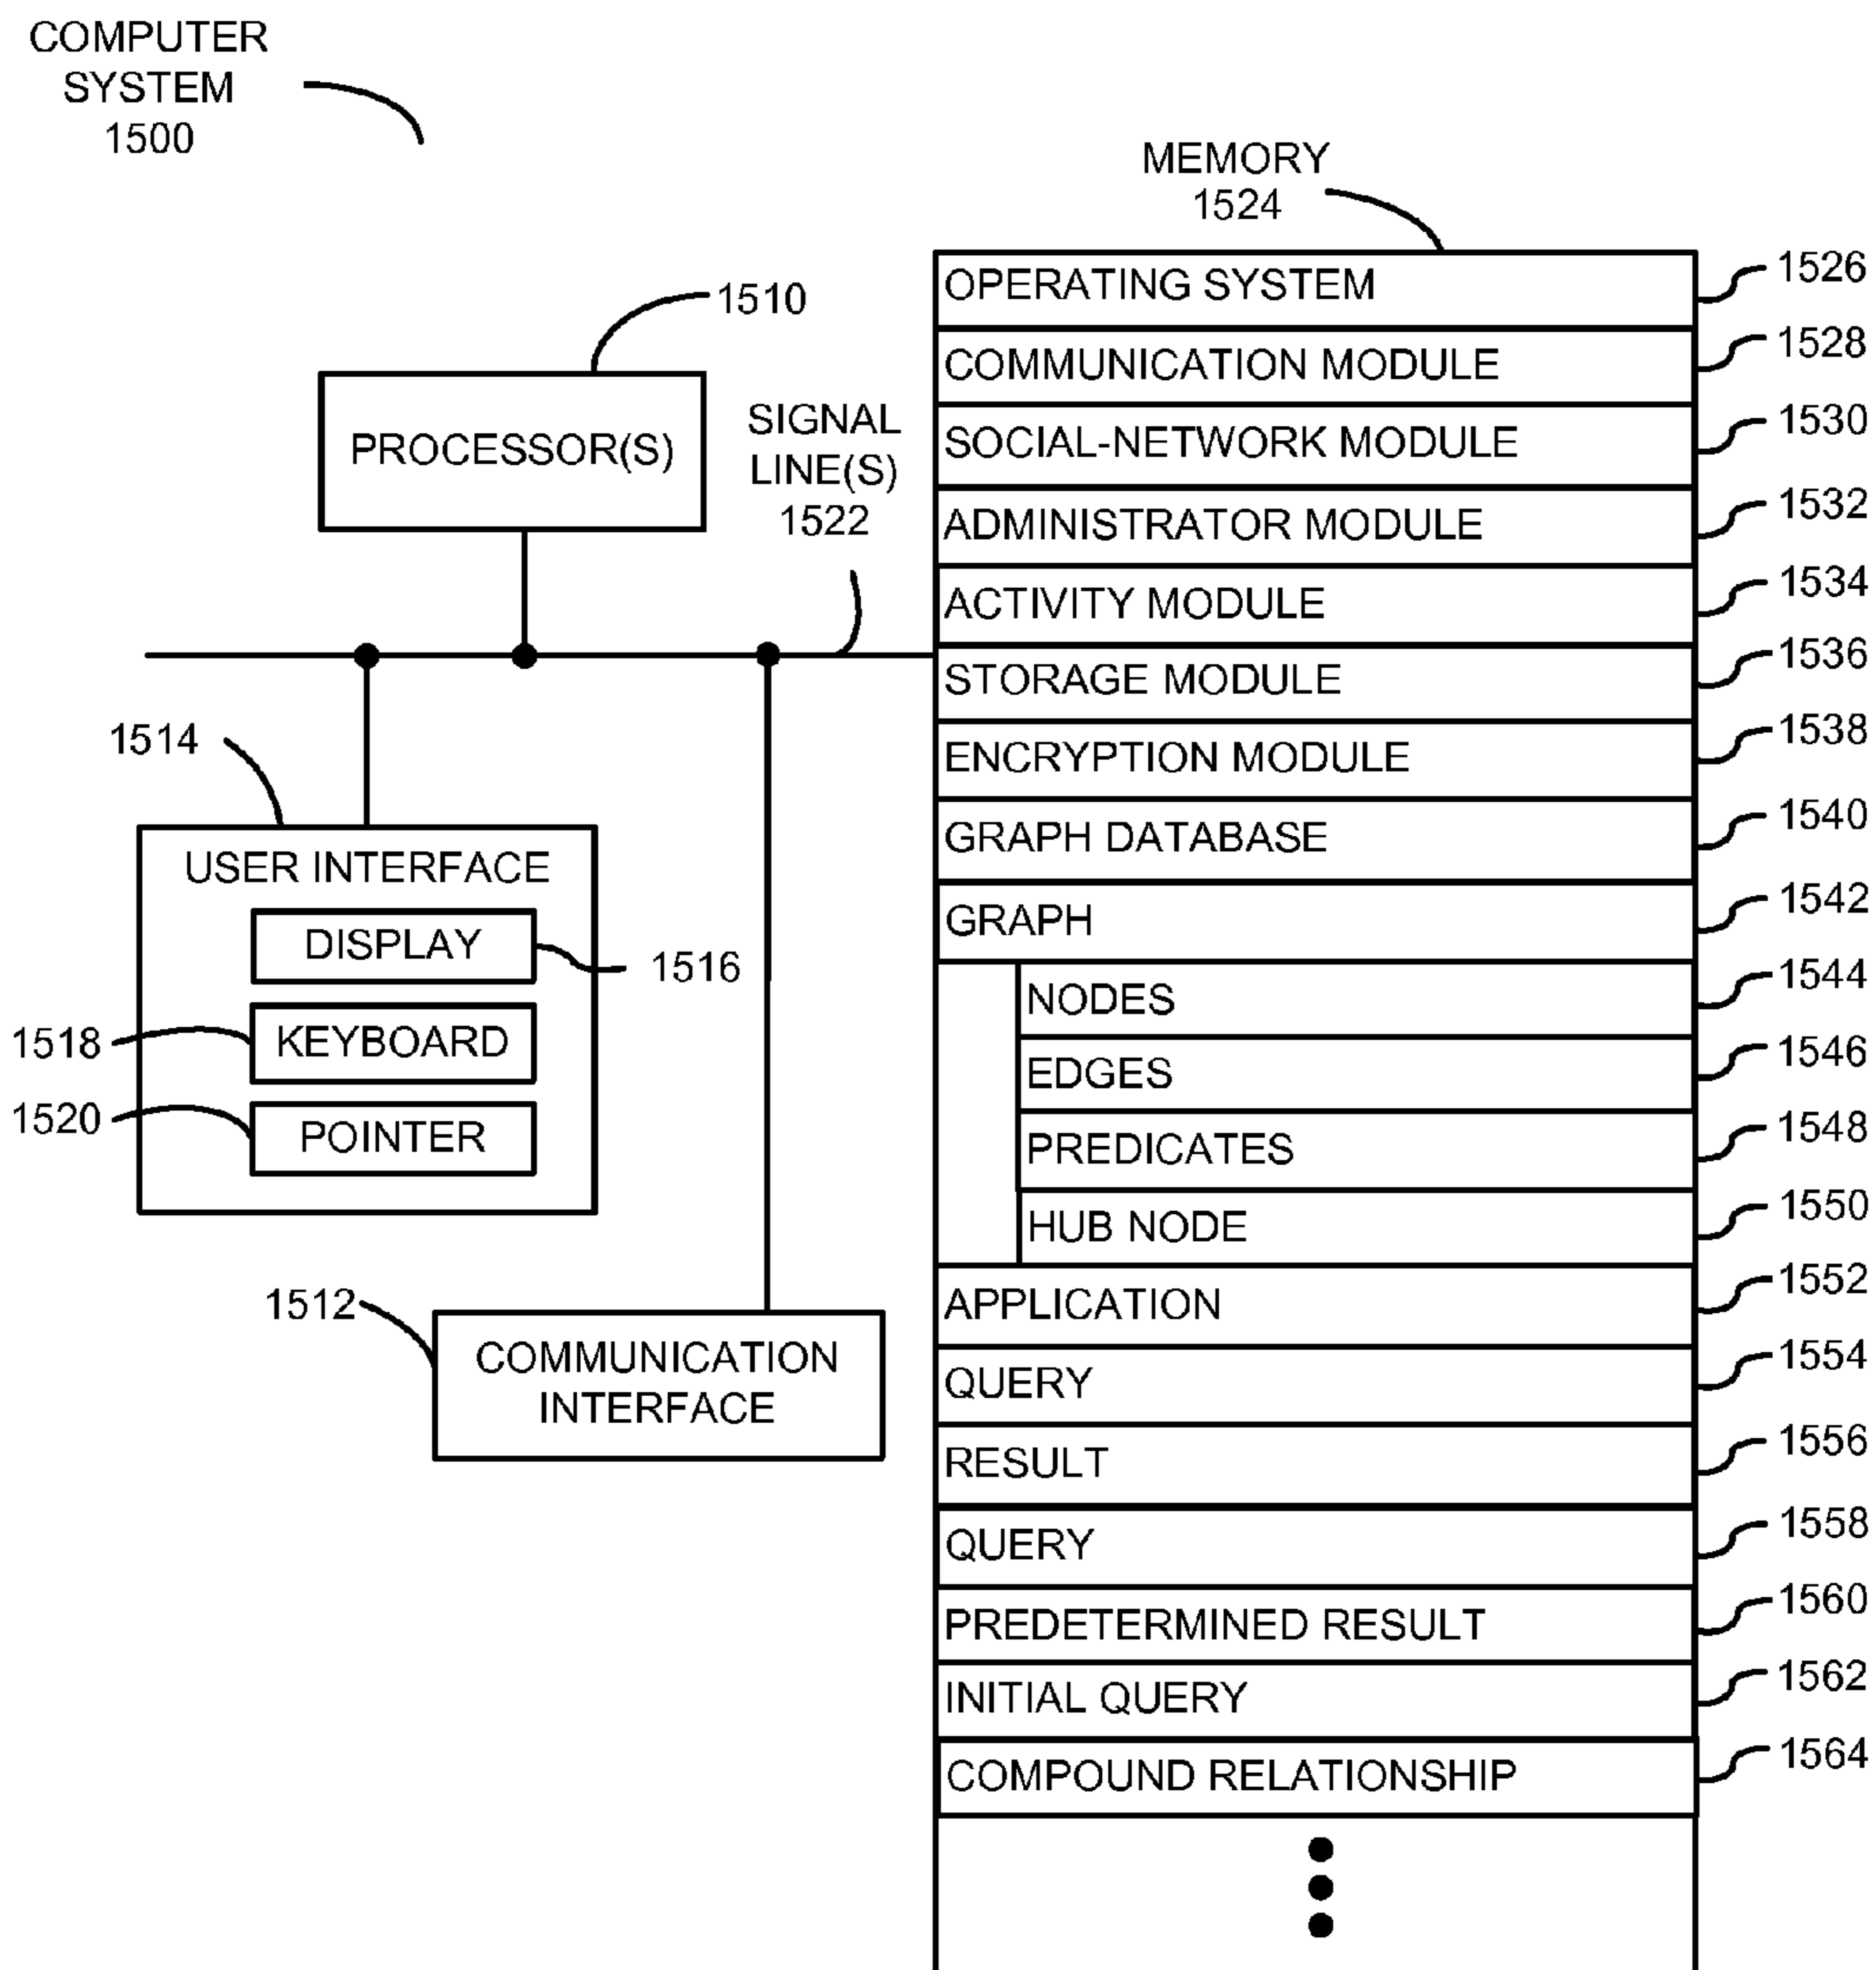 COMPUTER
SYSTEM
1500
MEMORY
1524
1510
PROCESSOR(S)
SIGNAL
LINE(S)
1522
1514
USER INTERFACE
DISPLAY
1516
1518
KEYBOARD
1520
POINTER
1512
COMMUNICATION
INTERFACE
OPERATING SYSTEM 1526
COMMUNICATION MODULE 1528
SOCIAL-NETWORK MODULE 1530
ADMINISTRATOR MODULE 1532
ACTIVITY MODULE 1534
STORAGE MODULE 1536
ENCRYPTION MODULE 1538
GRAPH DATABASE 1540
GRAPH 1542
NODES 1544
EDGES 1546
PREDICATES 1548
HUB NODE 1550
APPLICATION 1552
QUERY 1554
RESULT 1556
QUERY 1558
PREDETERMINED RESULT 1560
INITIAL QUERY 1562
COMPOUND RELATIONSHIP 1564